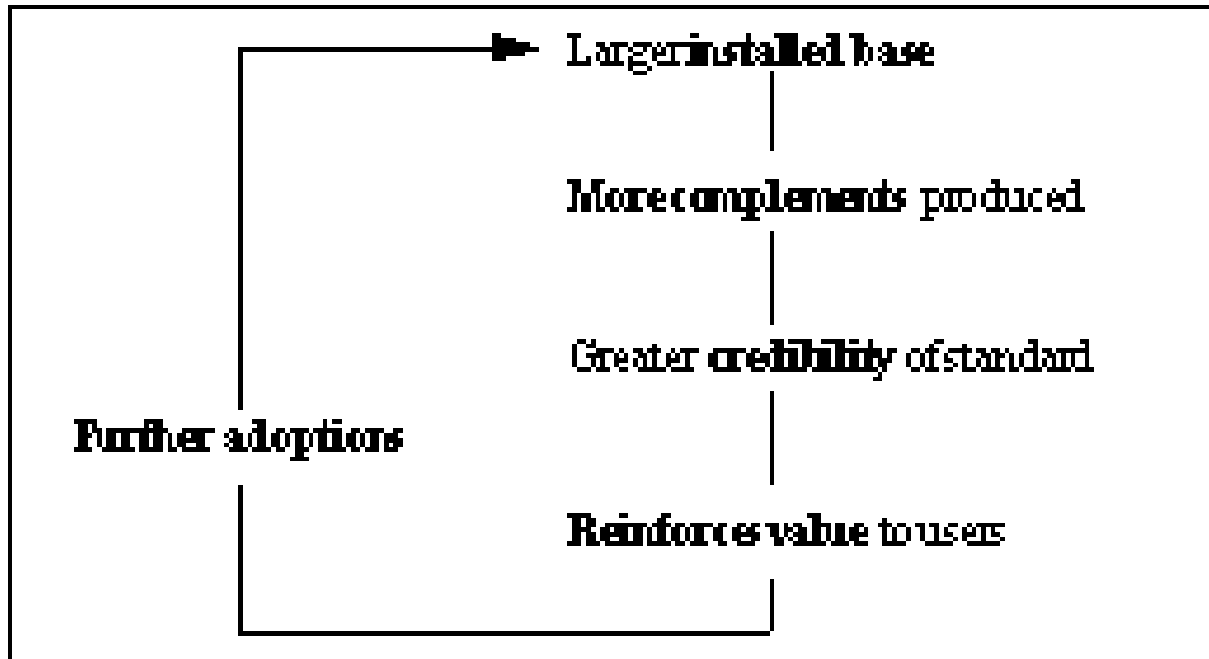 Larger installed base
More complements produced
Greater credibility of standard
Further adoptions
Reinforces value to users